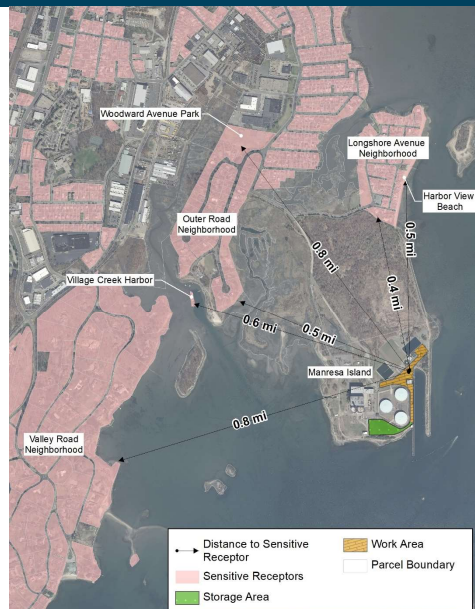 Woodward Avenue Park
Longshore Avenue
Neighborhood
Harbor View
Beach
Outer Road
Neighborhood
Village Creek Harbor
0.8 mi
0.5 mi
0.4 mi
0.6 mi
0.5 mi
Manresa Island
0.8 mi
Valley Road
Neighborhood
Distance to Sensitive
Receptor
Sensitive Receptors
Storage Area
Work Area
Parcel Boundary